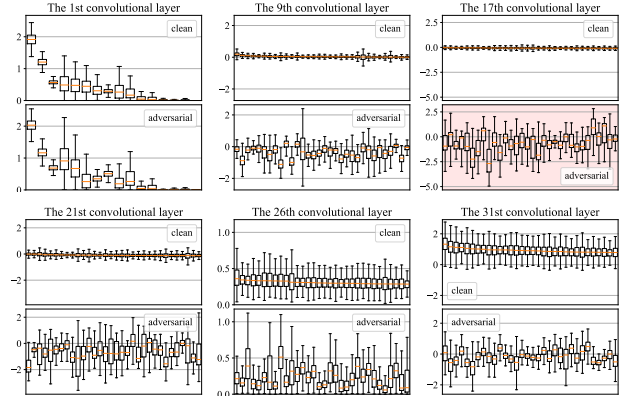 The 1st convolutional layer
The 9th convolutional layer
The 17th convolutional layer
2
1
0
clean
2
0
−2
clean
2.5
0.0
−2.5
−5.0
clean
2
1
0
adversarial
2
0
−2
adversarial
2.5
0.0
−2.5
−5.0
adversarial
The 21st convolutional layer
The 26th convolutional layer
The 31st convolutional layer
2
0
−2
clean
1.0
0.5
0.0
clean
2
0
−2
clean
2
0
−2
adversarial
1.0
0.5
0.0
adversarial
2
0
−2
adversarial